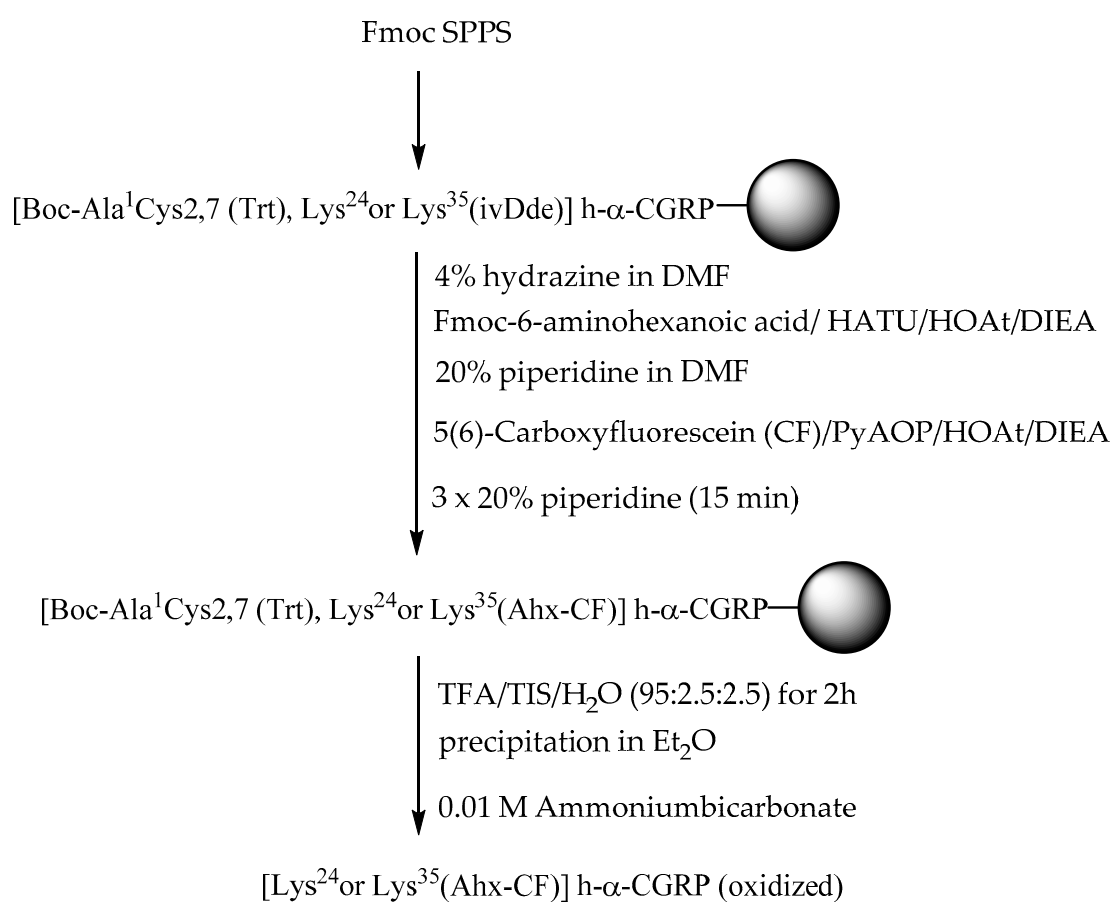 Fmoc SPPS
[Boc-Ala¹Cys2,7 (Trt), Lys²⁴or Lys³⁵(ivDde)] h-α-CGRP
4% hydrazine in DMF
Fmoc-6-aminohexanoic acid/ HATU/HOAt/DIEA
20% piperidine in DMF
5(6)-Carboxyfluorescein (CF)/PyAOP/HOAt/DIEA
3 x 20% piperidine (15 min)
[Boc-Ala¹Cys2,7 (Trt), Lys²⁴or Lys³⁵(Ahx-CF)] h-α-CGRP
TFA/TIS/H₂O (95:2.5:2.5) for 2h
precipitation in Et₂O
0.01 M Ammoniumbicarbonate
[Lys²⁴or Lys³⁵(Ahx-CF)] h-α-CGRP (oxidized)